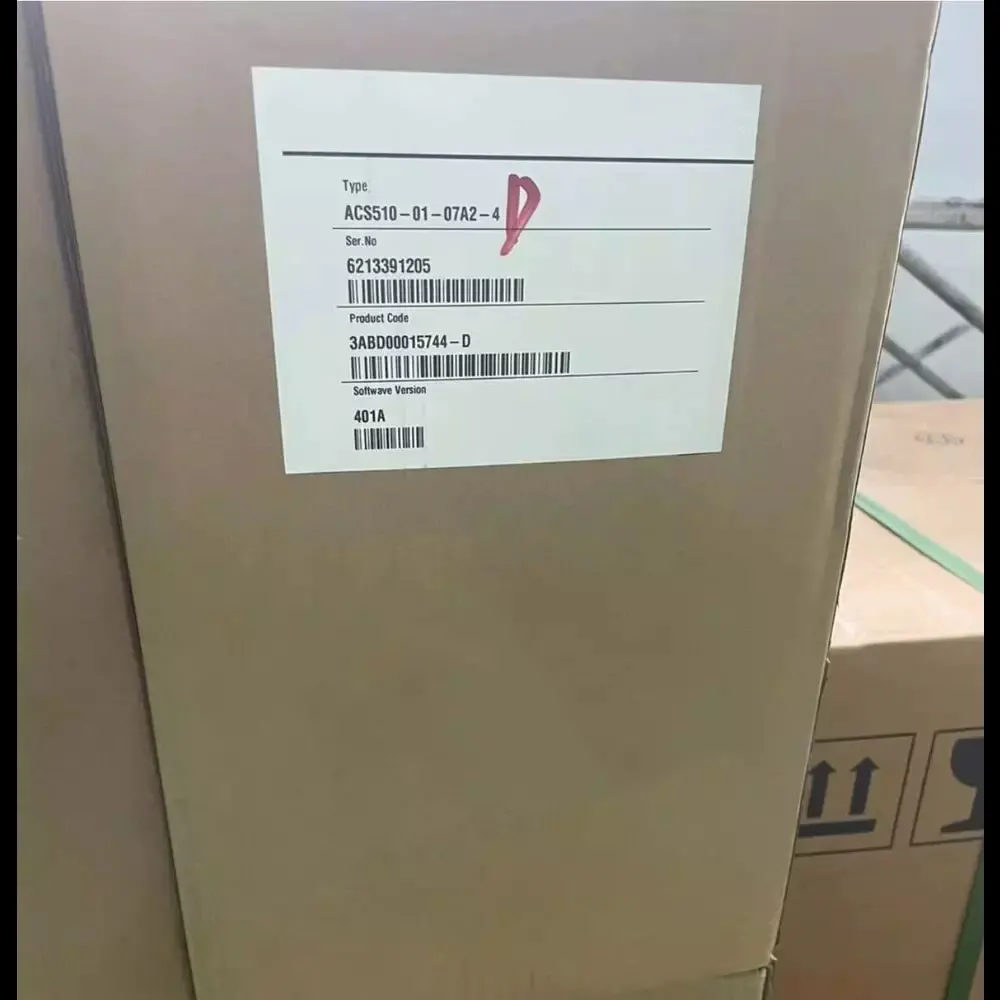 Type
ACS510-01-07A2-4 D
Ser.No
6213391205
Product Code
3ABD00015744-D
Softwave Version
401A